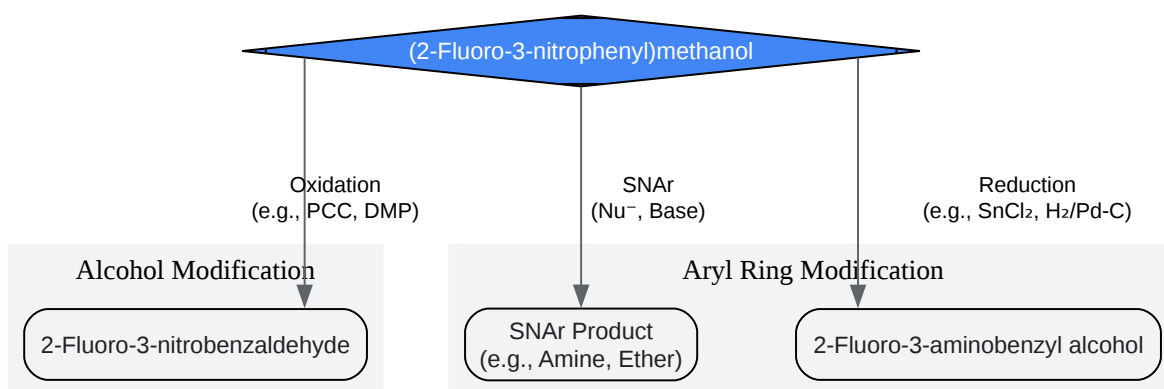 (2-Fluoro-3-nitrophenyl)methanol
Oxidation
(e.g., PCC, DMP)
SNAr
(Nu⁻, Base)
Reduction
(e.g., SnCl₂, H₂/Pd-C)
Alcohol Modification
Aryl Ring Modification
2-Fluoro-3-nitrobenzaldehyde
SNAr Product
(e.g., Amine, Ether)
2-Fluoro-3-aminobenzyl alcohol